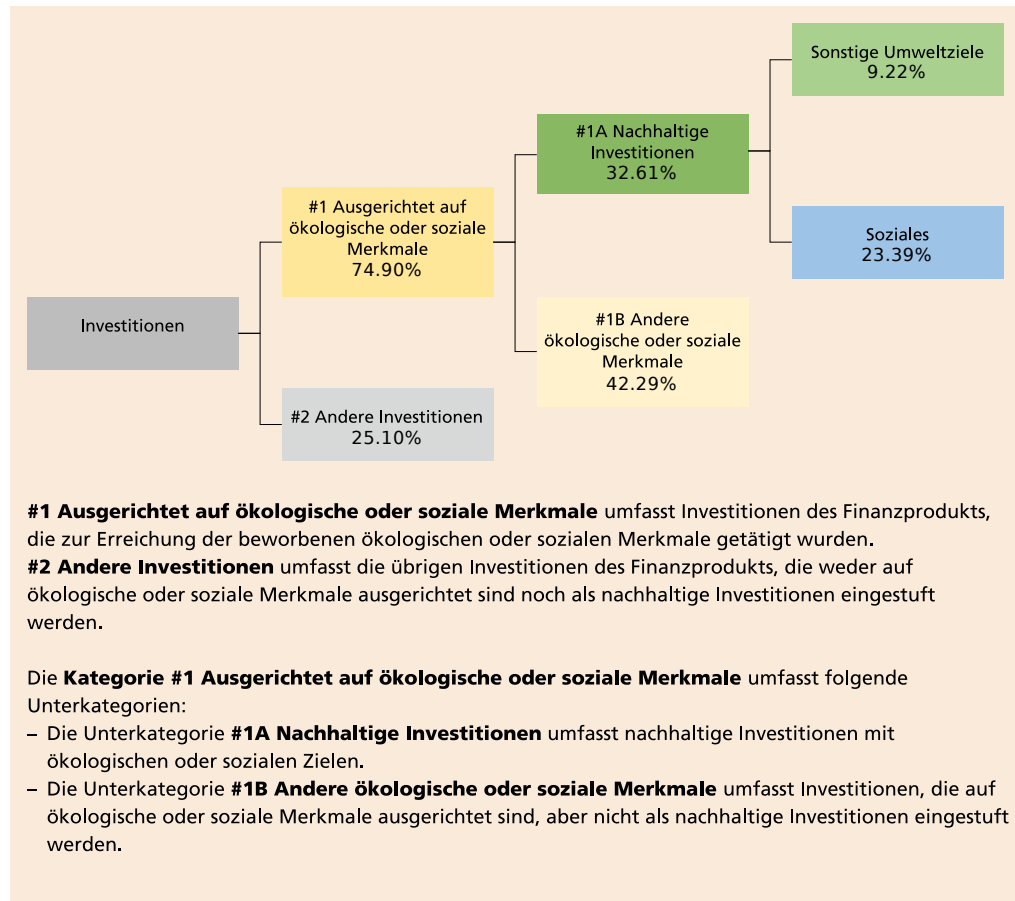 Sonstige Umweltziele
9.22%
#1A Nachhaltige
Investitionen
32.61%
#1 Ausgerichtet auf
ökologische oder soziale
Merkmale
74.90%
Soziales
23.39%
Investitionen
#1B Andere
ökologische oder soziale
Merkmale
42.29%
#2 Andere Investitionen
25.10%
#1 Ausgerichtet auf ökologische oder soziale Merkmale umfasst Investitionen des Finanzprodukts,
die zur Erreichung der beworbenen ökologischen oder sozialen Merkmale getätigt wurden.
#2 Andere Investitionen umfasst die übrigen Investitionen des Finanzprodukts, die weder auf
ökologische oder soziale Merkmale ausgerichtet sind noch als nachhaltige Investitionen eingestuft
werden.
Die Kategorie #1 Ausgerichtet auf ökologische oder soziale Merkmale umfasst folgende
Unterkategorien:
– Die Unterkategorie #1A Nachhaltige Investitionen umfasst nachhaltige Investitionen mit
ökologischen oder sozialen Zielen.
– Die Unterkategorie #1B Andere ökologische oder soziale Merkmale umfasst Investitionen, die auf
ökologische oder soziale Merkmale ausgerichtet sind, aber nicht als nachhaltige Investitionen eingestuft
werden.